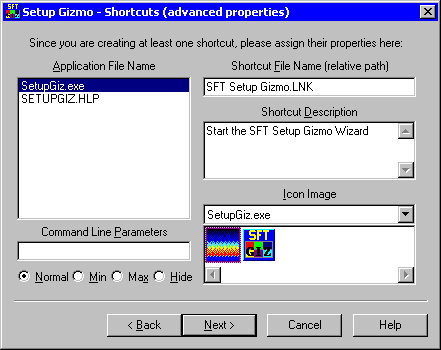 Setup Gizmo - Shortcuts (advanced properties)
Since you are creating at least one shortcut, please assign their properties here:
Application File Name
SetupGiz.exe
SETUPGIZ.HLP
Shortcut File Name (relative path)
SFT Setup Gizmo.LNK
Shortcut Description
Start the SFT Setup Gizmo Wizard
Icon Image
SetupGiz.exe
SFT
GIZ
Command Line Parameters
Normal Min Max Hide
< Back Next > Cancel Help